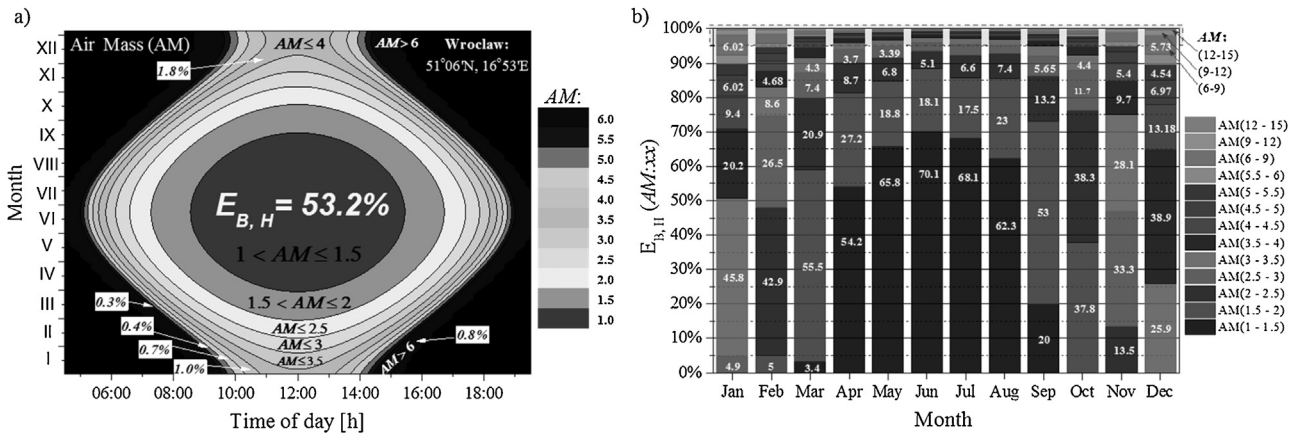 a)
Air Mass (AM)
AM ≤ 4
AM > 6
Wroclaw:
51°06'N, 16°53'E
1.8%
E_B, H = 53.2%
1 < AM ≤ 1.5
1.5 < AM ≤ 2
AM ≤ 2.5
AM ≤ 3
AM ≤ 3.5
0.3%
0.4%
0.7%
1.0%
0.8%
AM > 6
Month
XII
XI
X
IX
VIII
VII
VI
V
IV
III
II
I
06:00 08:00 10:00 12:00 14:00 16:00 18:00
Time of day [h]
AM:
6.0
5.5
5.0
4.5
4.0
3.5
3.0
2.5
2.0
1.5
1.0
b)
E_B,H (AM:xx)
100%
90%
80%
70%
60%
50%
40%
30%
20%
10%
0%
6.02
6.02
9.4
20.2
45.8
4.9
4.68
8.6
26.5
42.9
5
4.3
7.4
20.9
55.5
3.4
3.7
8.7
27.2
54.2
3.39
6.8
18.8
65.8
5.1
18.1
70.1
6.6
17.5
68.1
7.4
23
62.3
5.65
13.2
53
20
4.4
11.7
38.3
37.8
5.4
9.7
28.1
33.3
13.5
5.73
4.54
6.97
13.18
38.9
25.9
Jan Feb Mar Apr May Jun Jul Aug Sep Oct Nov Dec
Month
AM:
(12-15)
(9-12)
(6-9)
AM(12 - 15)
AM(9 - 12)
AM(6 - 9)
AM(5.5 - 6)
AM(5 - 5.5)
AM(4.5 - 5)
AM(4 - 4.5)
AM(3.5 - 4)
AM(3 - 3.5)
AM(2.5 - 3)
AM(2 - 2.5)
AM(1.5 - 2)
AM(1 - 1.5)